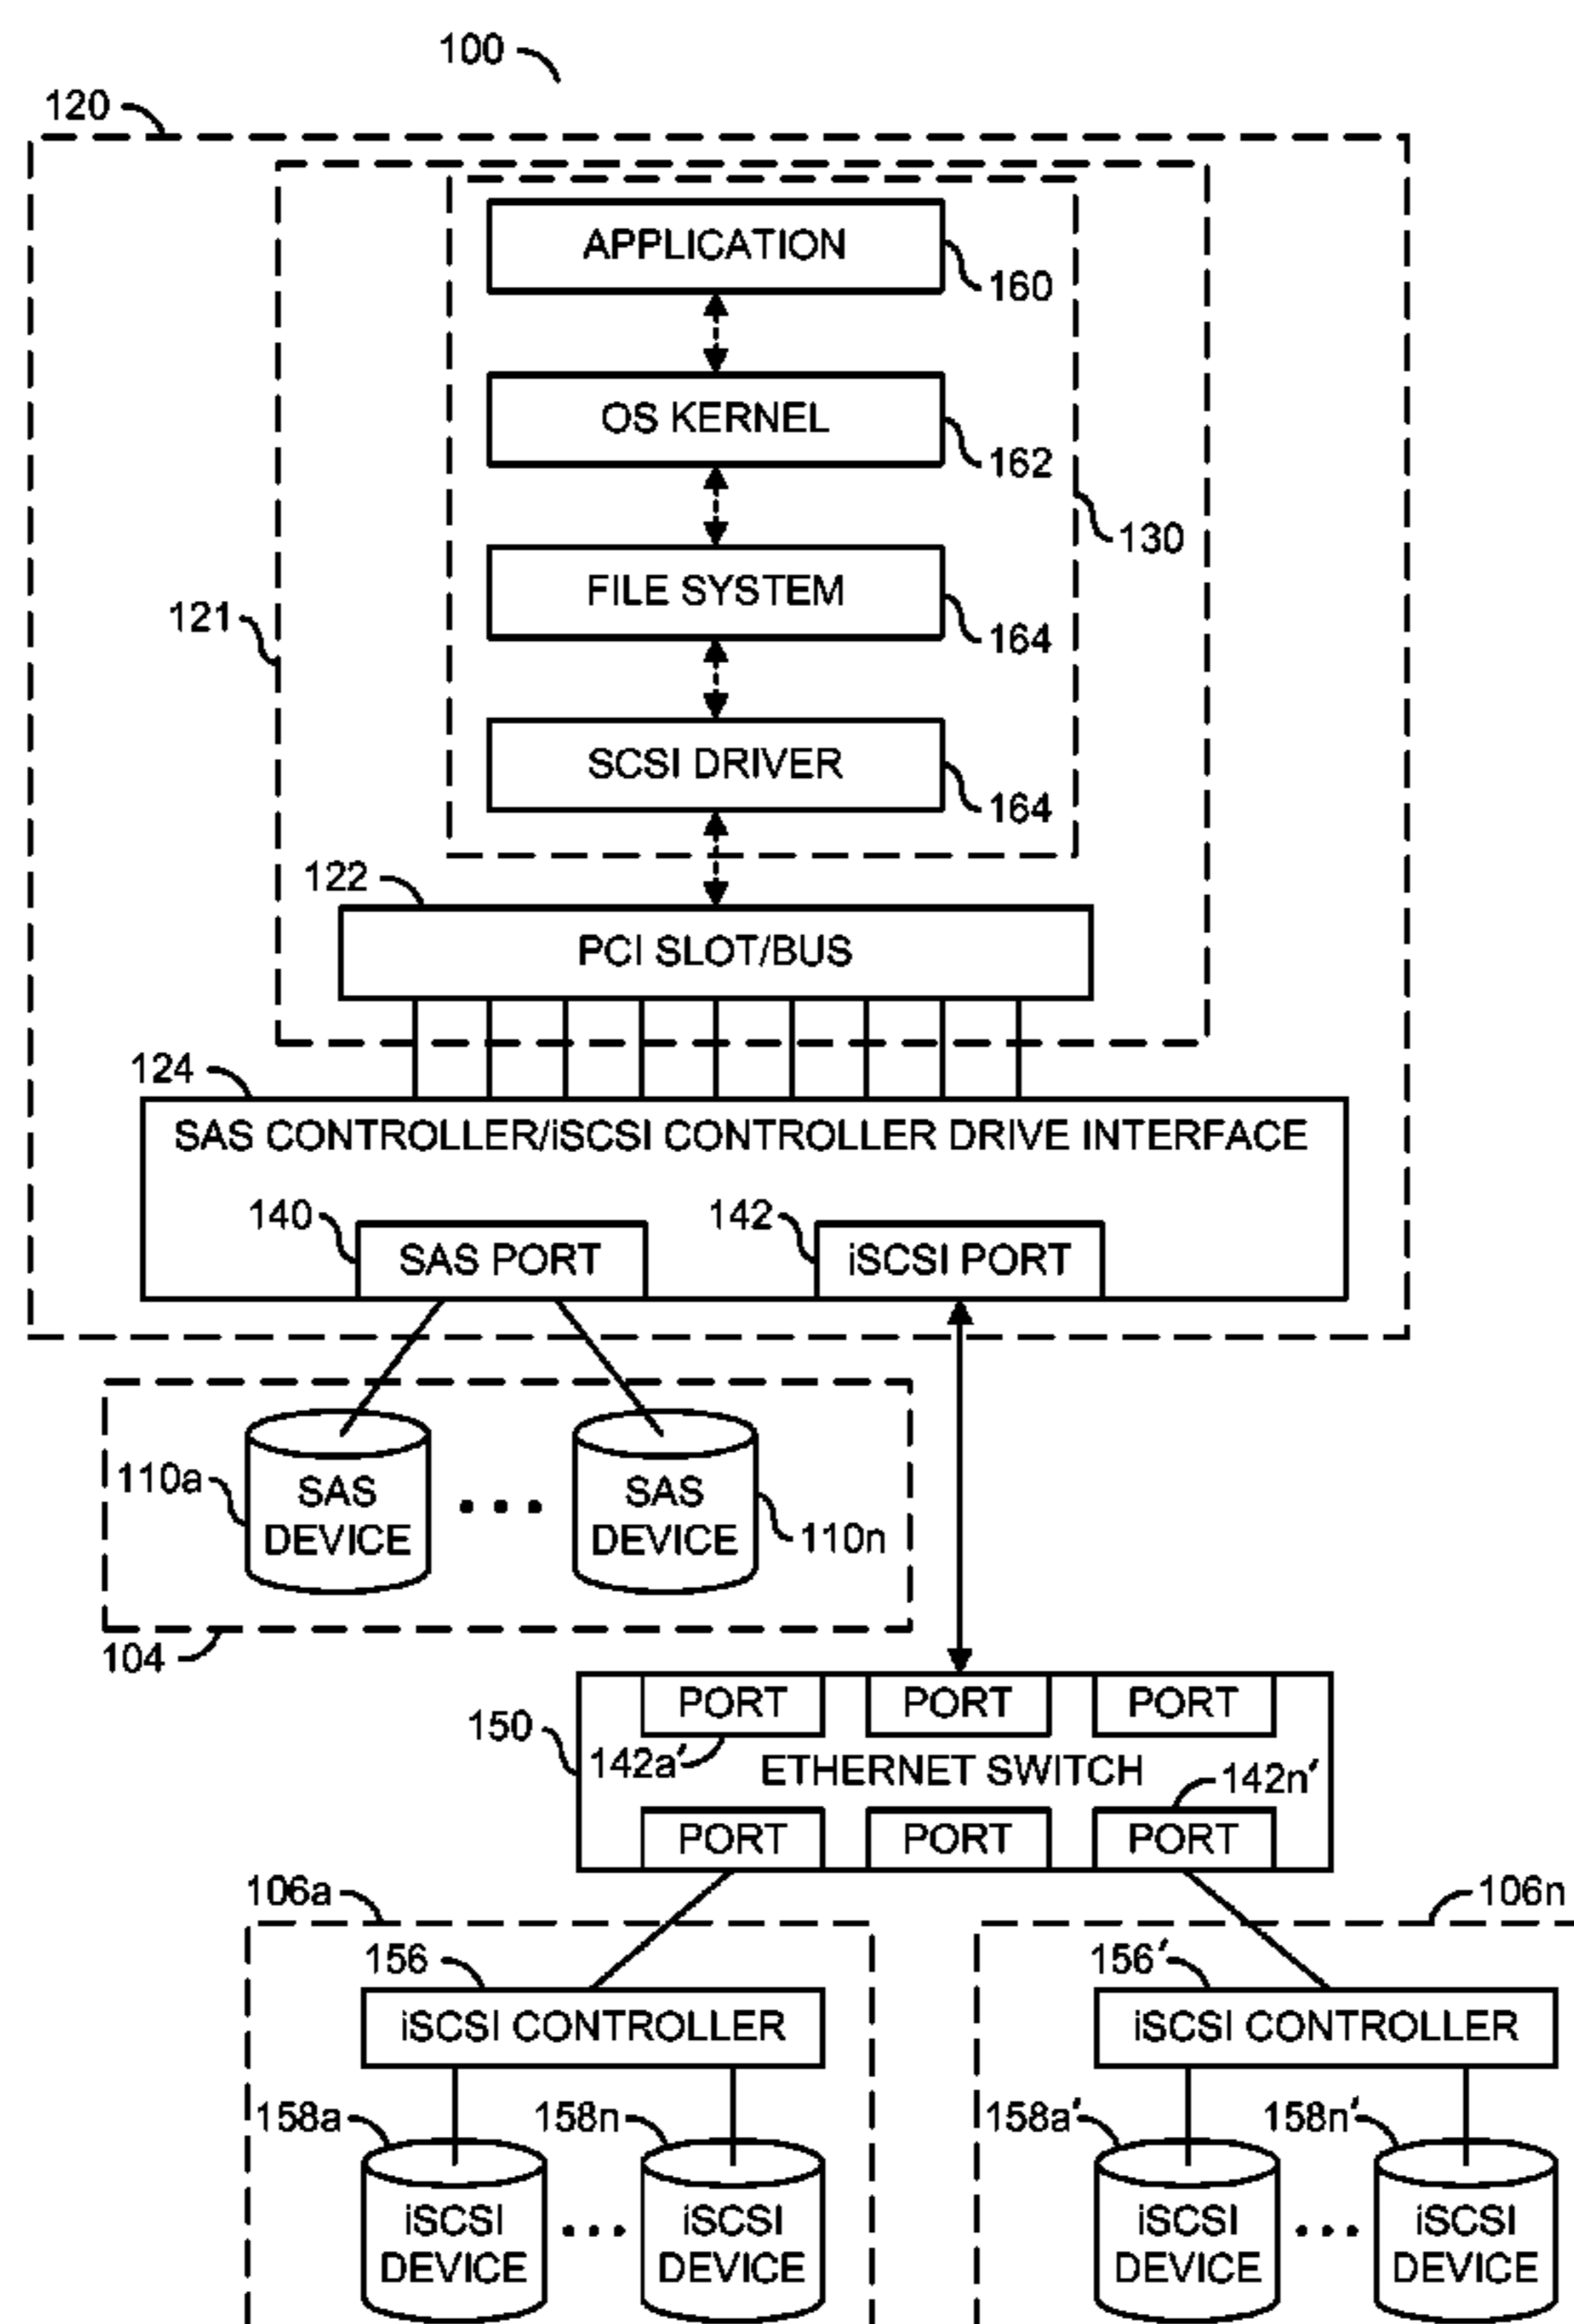 100
120
APPLICATION
160
OS KERNEL
162
130
FILE SYSTEM
121
164
SCSI DRIVER
164
122
PCI SLOT/BUS
124
SAS CONTROLLER/iSCSI CONTROLLER DRIVE INTERFACE
140
142
SAS PORT
iSCSI PORT
110a
SAS
DEVICE
SAS
DEVICE
110n
104
PORT
PORT
PORT
150
142a'
ETHERNET SWITCH
142n'
PORT
PORT
PORT
106a
106n
156
156'
iSCSI CONTROLLER
iSCSI CONTROLLER
158a
158n
158a'
158n'
iSCSI
DEVICE
iSCSI
DEVICE
iSCSI
DEVICE
iSCSI
DEVICE